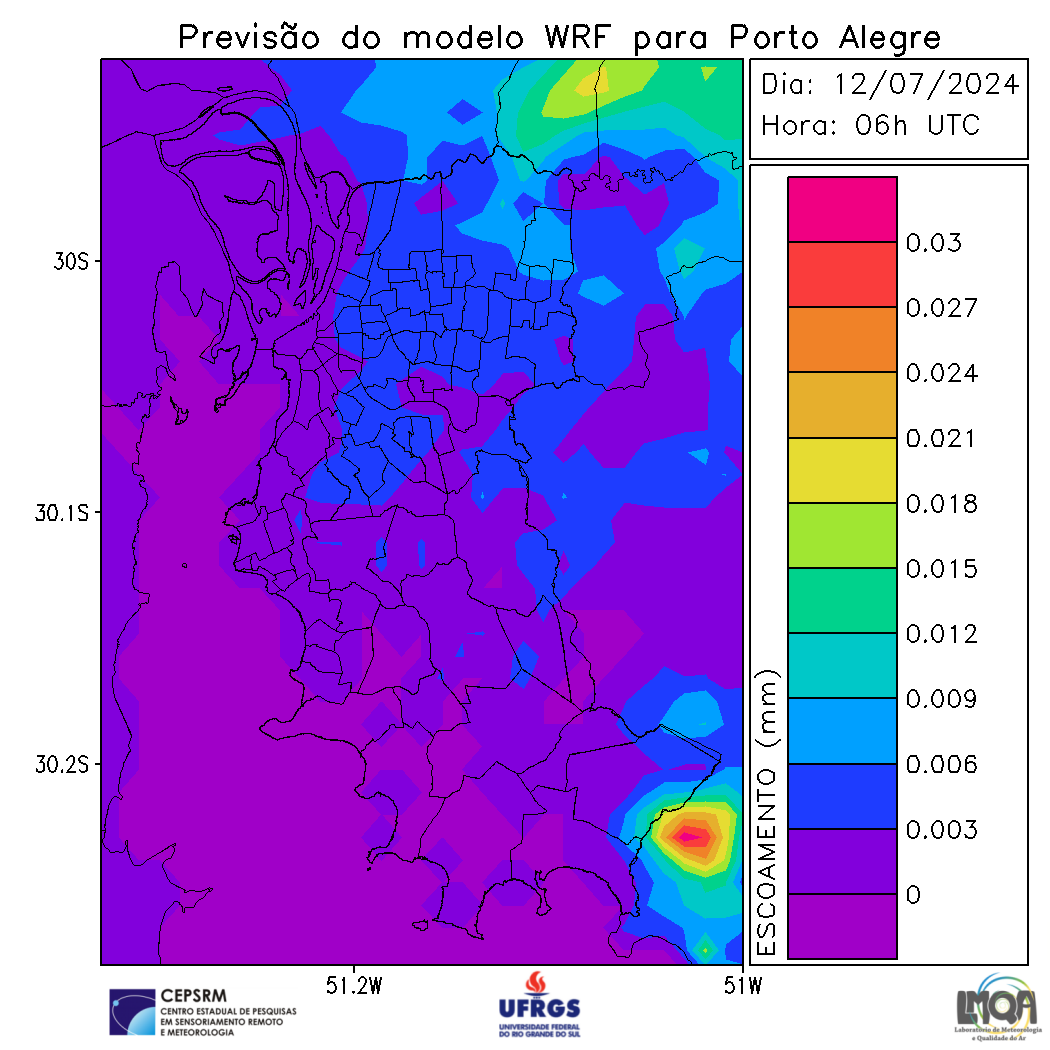 Previsão do modelo WRF para Porto Alegre
Dia: 12/07/2024
Hora: 06h UTC
30S
30.1S
30.2S
51.2W
51W
ESCOAMENTO (mm)
0.03
0.027
0.024
0.021
0.018
0.015
0.012
0.009
0.006
0.003
0
CEPSRM
CENTRO ESTADUAL DE PESQUISAS
EM SENSORIAMENTO REMOTO
E METEOROLOGIA
UFRGS
UNIVERSIDADE FEDERAL
DO RIO GRANDE DO SUL
LMQA
Laboratório de Meteorologia
e Qualidade do Ar